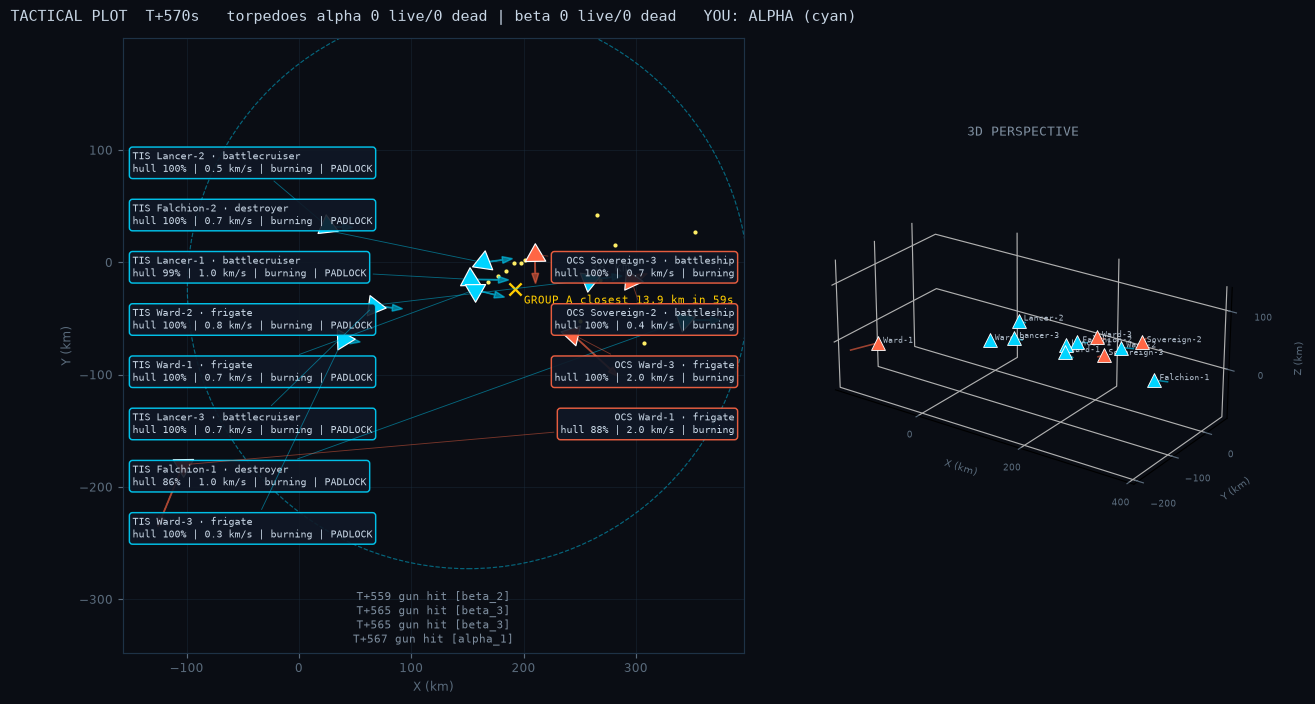 TACTICAL PLOT T+570s torpedoes alpha 0 live/0 dead | beta 0 live/0 dead YOU: ALPHA (cyan)
3D PERSPECTIVE
TIS Lancer-2 · battlecruiser
hull 100% | 0.5 km/s | burning | PADLOCK
TIS Falchion-2 · destroyer
hull 100% | 0.7 km/s | burning | PADLOCK
TIS Lancer-1 · battlecruiser
hull 99% | 1.0 km/s | burning | PADLOCK
TIS Ward-2 · frigate
hull 100% | 0.8 km/s | burning | PADLOCK
TIS Ward-1 · frigate
hull 100% | 0.7 km/s | burning | PADLOCK
TIS Lancer-3 · battlecruiser
hull 100% | 0.7 km/s | burning | PADLOCK
TIS Falchion-1 · destroyer
hull 86% | 1.0 km/s | burning | PADLOCK
TIS Ward-3 · frigate
hull 100% | 0.3 km/s | burning | PADLOCK
OCS Sovereign-3 · battleship
hull 100% | 0.7 km/s | burning
GROUP A closest 13.9 km in 59s
OCS Sovereign-2 · battleship
hull 100% | 0.4 km/s | burning
OCS Ward-3 · frigate
hull 100% | 2.0 km/s | burning
OCS Ward-1 · frigate
hull 88% | 2.0 km/s | burning
T+559 gun hit [beta_2]
T+565 gun hit [beta_3]
T+565 gun hit [beta_3]
T+567 gun hit [alpha_1]
100
0
−100
−200
−300
Y (km)
−100
0
100
200
300
X (km)
Lancer-2
Ward-1
Lancer-3
Ward-3
Sovereign-2
Falchion-1
100
0
Z (km)
0
200
400
X (km)
0
−100
−200
Y (km)